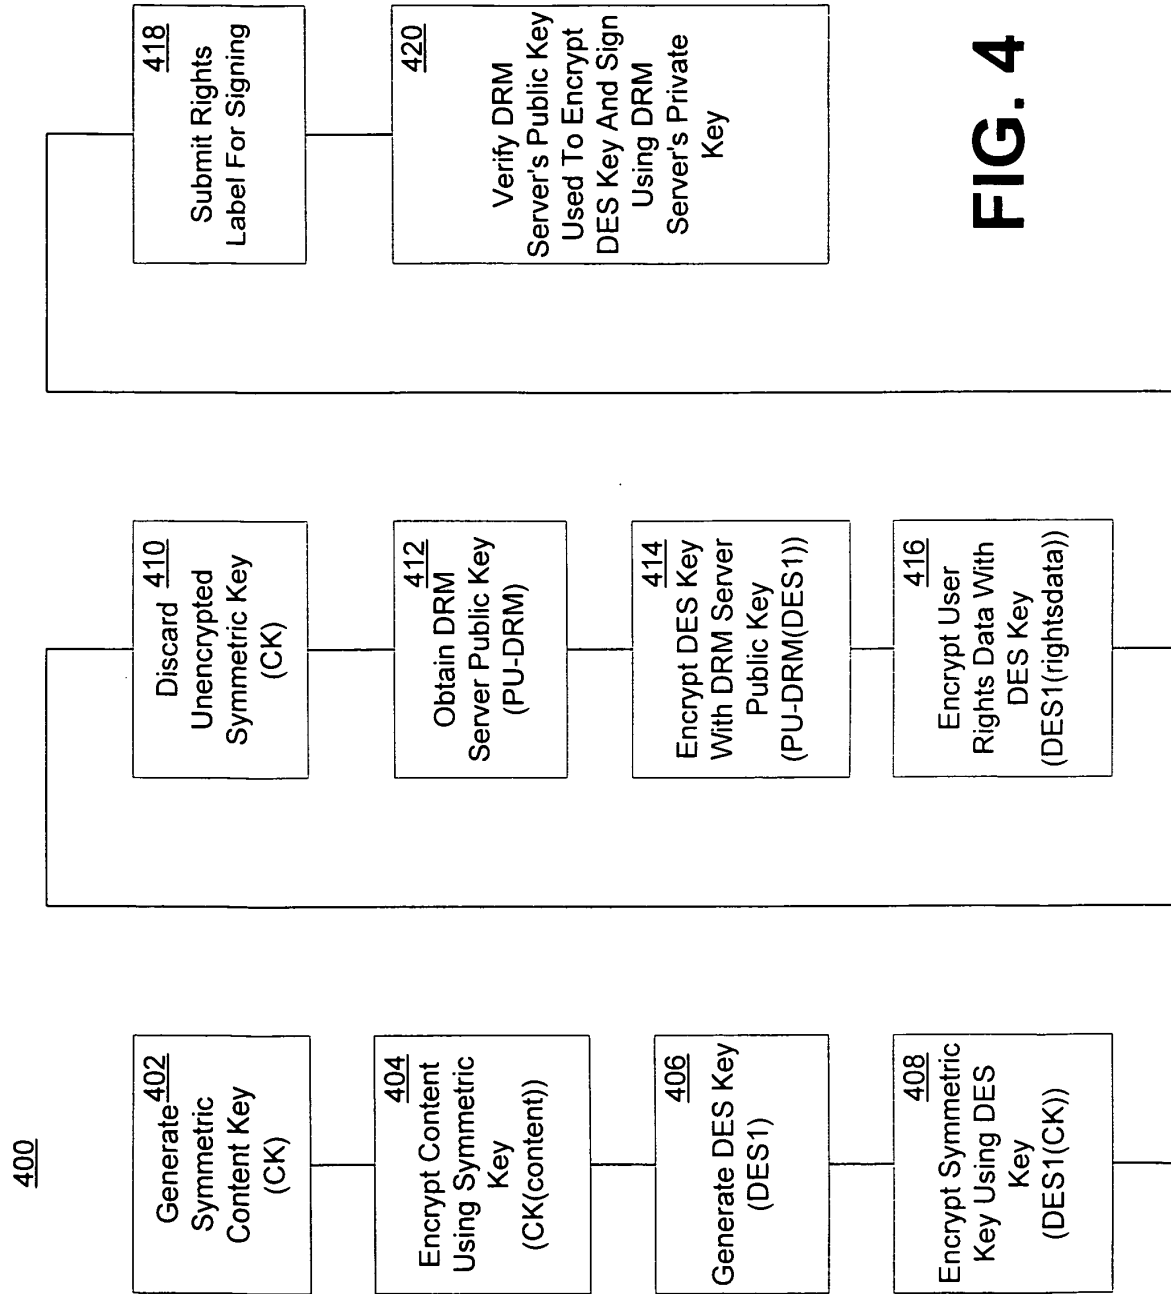 400
402
Generate
Symmetric
Content Key
(CK)
404
Encrypt Content
Using Symmetric
Key
(CK(content))
406
Generate DES Key
(DES1)
408
Encrypt Symmetric
Key Using DES
Key
(DES1(CK))
410
Discard
Unencrypted
Symmetric Key
(CK)
412
Obtain DRM
Server Public Key
(PU-DRM)
414
Encrypt DES Key
With DRM Server
Public Key
(PU-DRM(DES1))
416
Encrypt User
Rights Data With
DES Key
(DES1(rightsdata))
418
Submit Rights
Label For Signing
420
Verify DRM
Server's Public Key
Used To Encrypt
DES Key And Sign
Using DRM
Server's Private
Key
FIG. 4